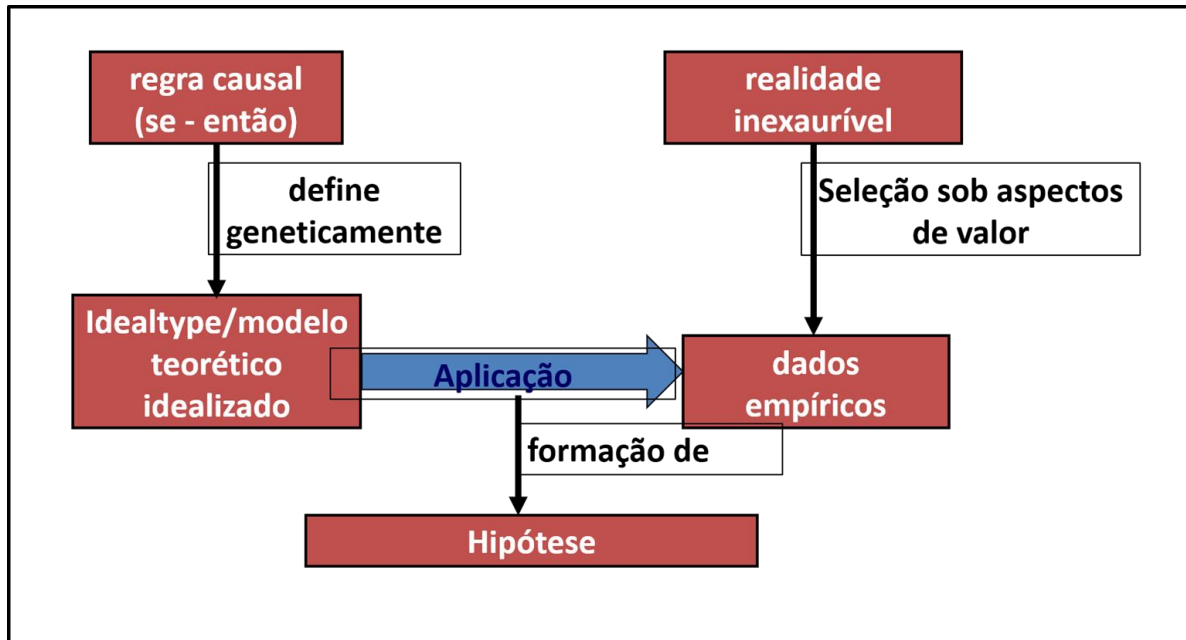 regra causal
(se - então)
realidade
inexaurível
define
geneticamente
Seleção sob aspectos
de valor
Idealtype/modelo
teorético
idealizado
Aplicação
dados
empíricos
formação de
Hipótese